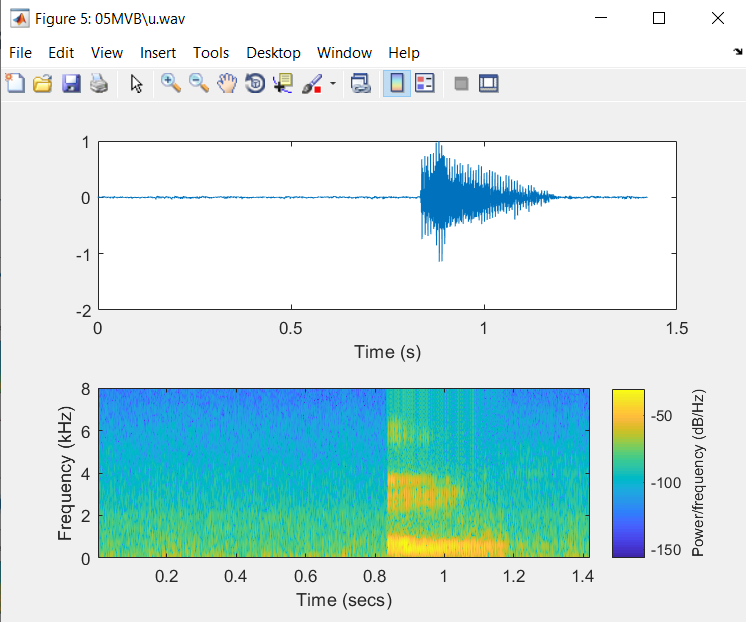 Figure 5: 05MVB\u.wav
File Edit View Insert Tools Desktop Window Help
1
0
-1
-2
0 0.5 1 1.5
Time (s)
8
6
4
2
0
Frequency (kHz)
0.2 0.4 0.6 0.8 1 1.2 1.4
Time (secs)
-50
-100
-150
Power/frequency (dB/Hz)